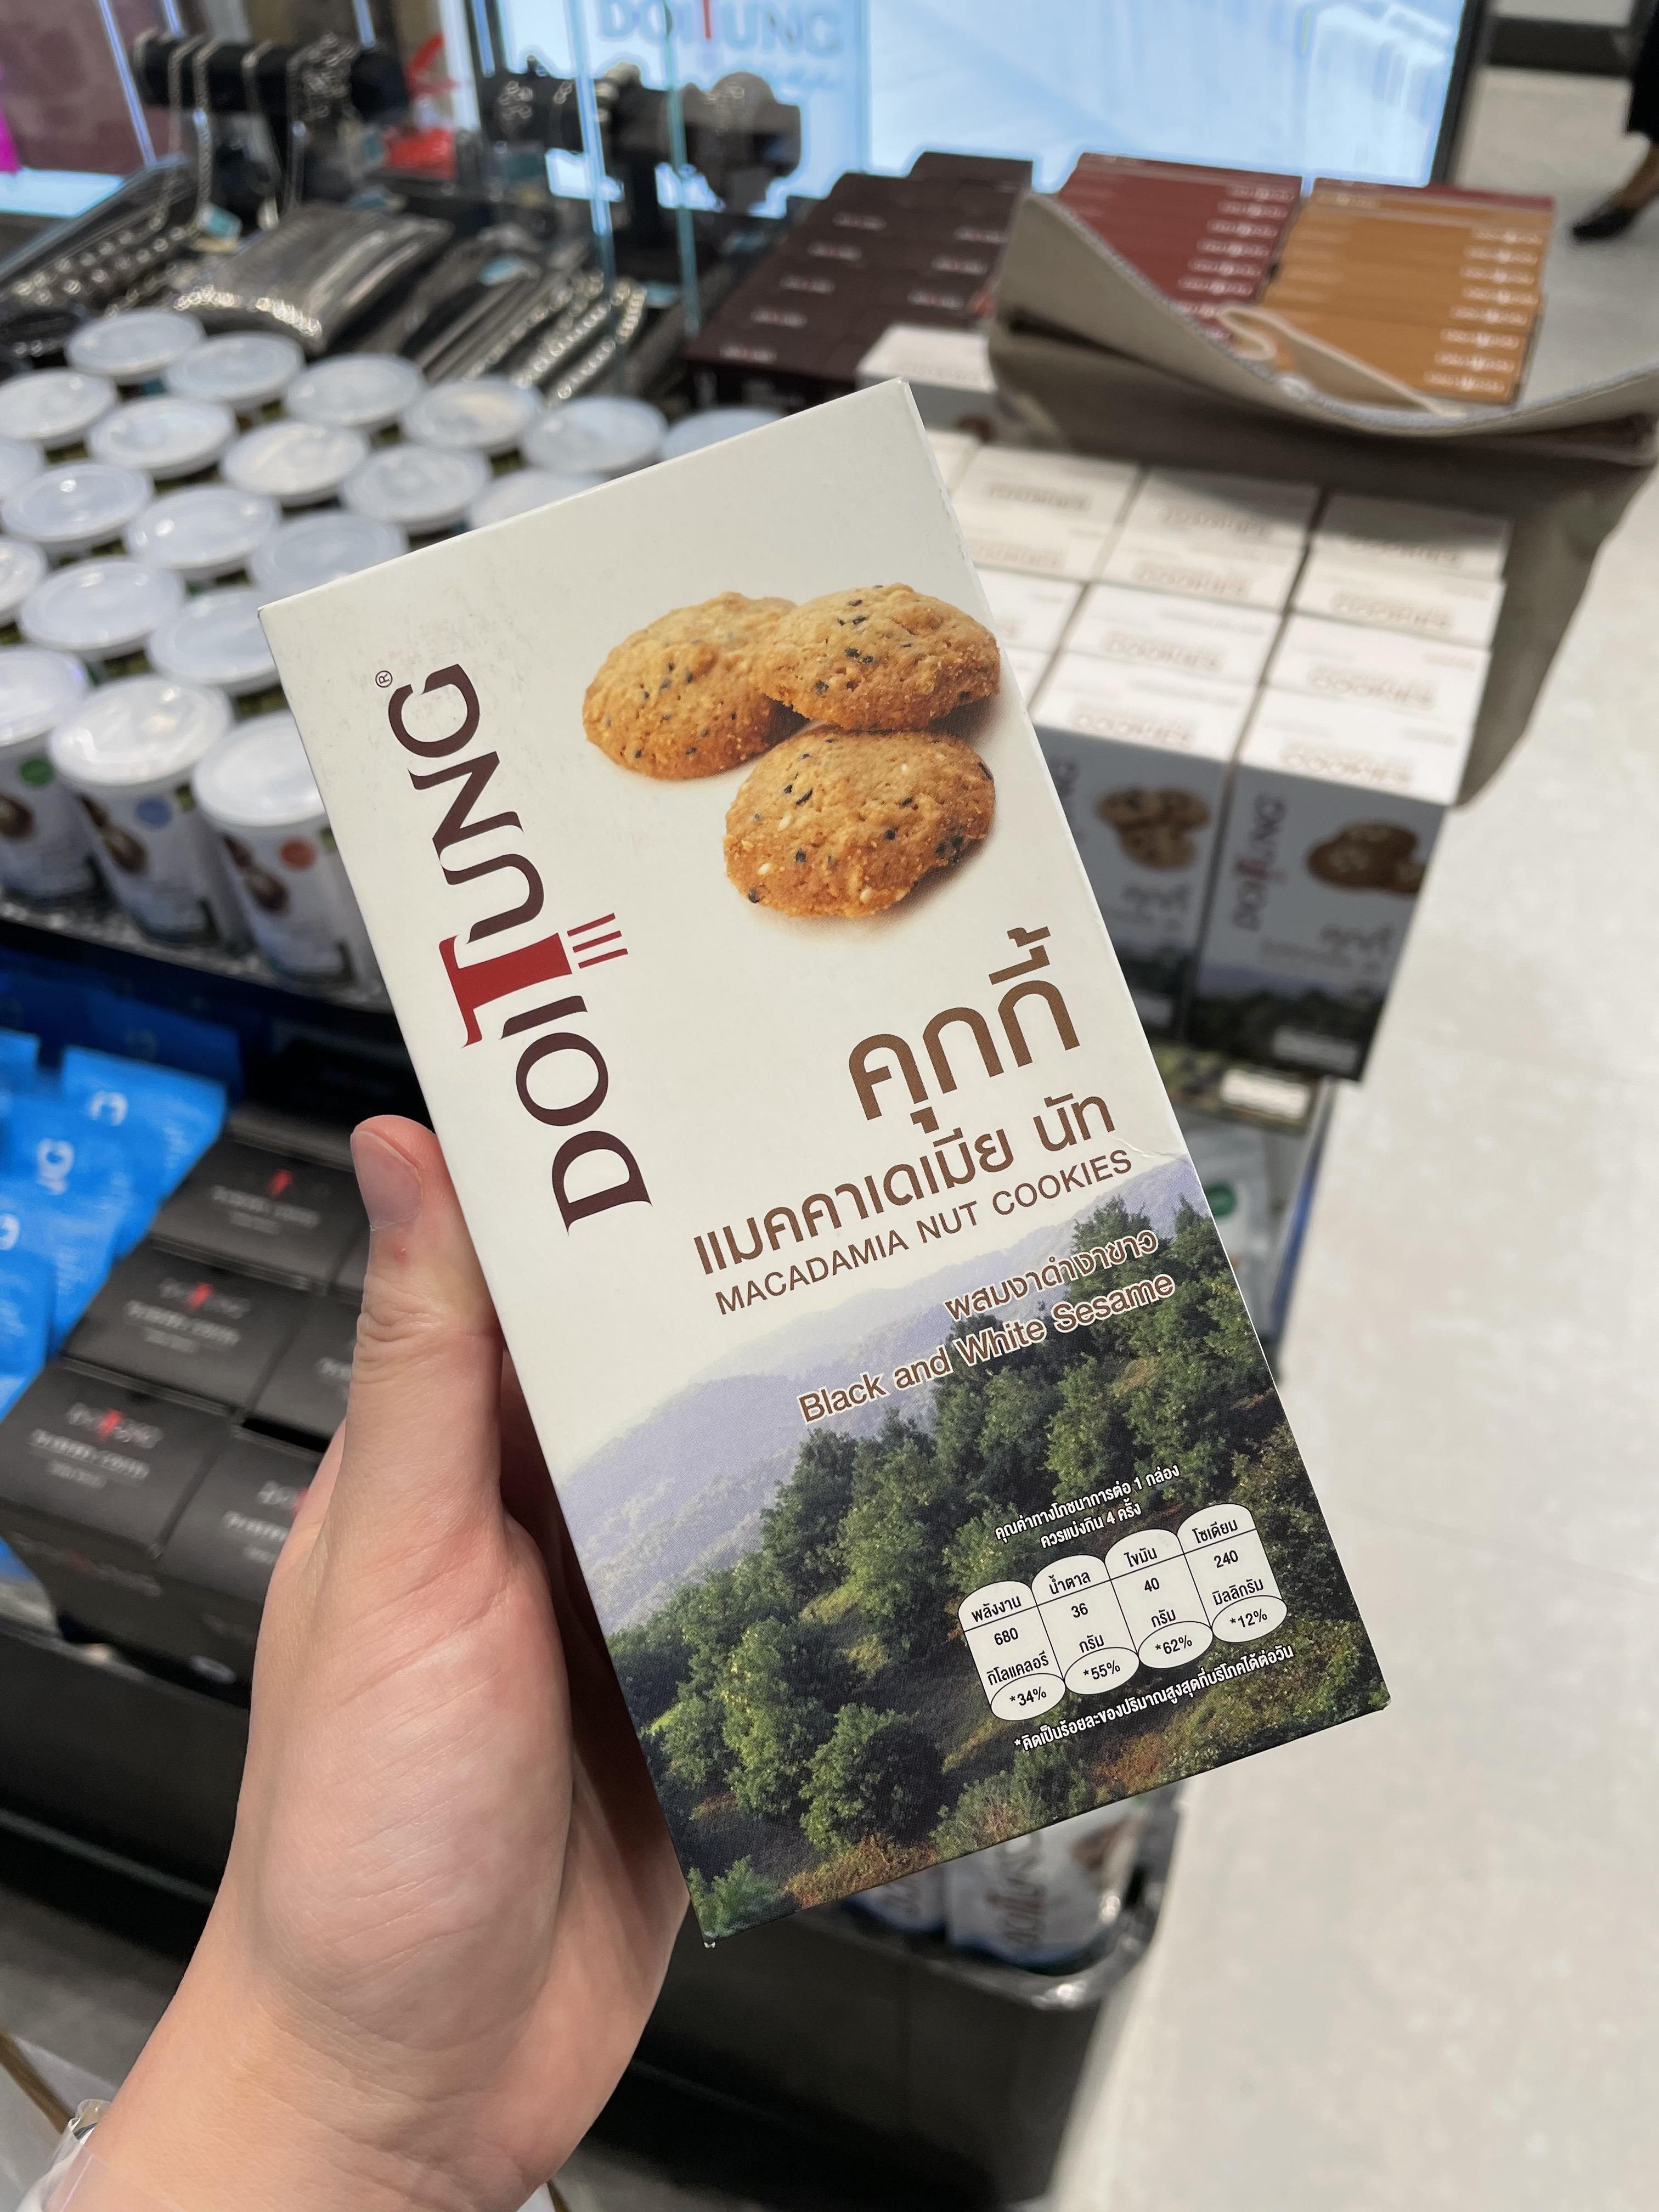 DOITUNG
DOITUNG®
คุกกี้
แมคคาเดเมีย นัท
MACADAMIA NUT COOKIES
ผสมงาดำงาขาว
Black and White Sesame
คุณค่าทางโภชนาการต่อ 1 กล่อง
ควรแบ่งกิน 4 ครั้ง
พลังงาน น้ำตาล ไขมัน โซเดียม
680 36 40 240
กิโลแคลอรี กรัม กรัม มิลลิกรัม
*34% *55% *62% *12%
*คิดเป็นร้อยละของปริมาณสูงสุดที่บริโภคได้ต่อวัน
COOKIES
DOITUNG